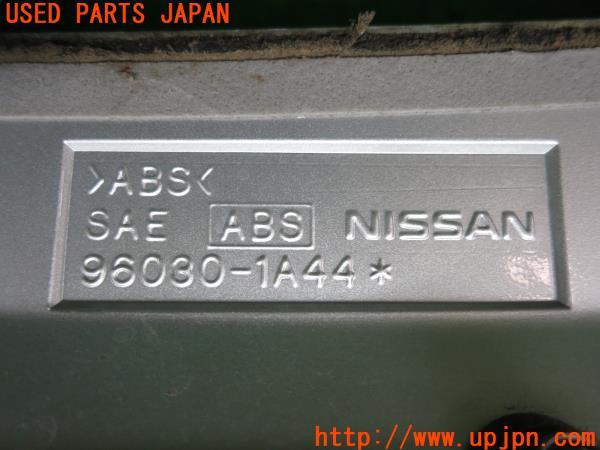 USED PARTS JAPAN
>ABS<
SAE ABS NISSAN
96030-1A44*
http://www.upjpn.com/